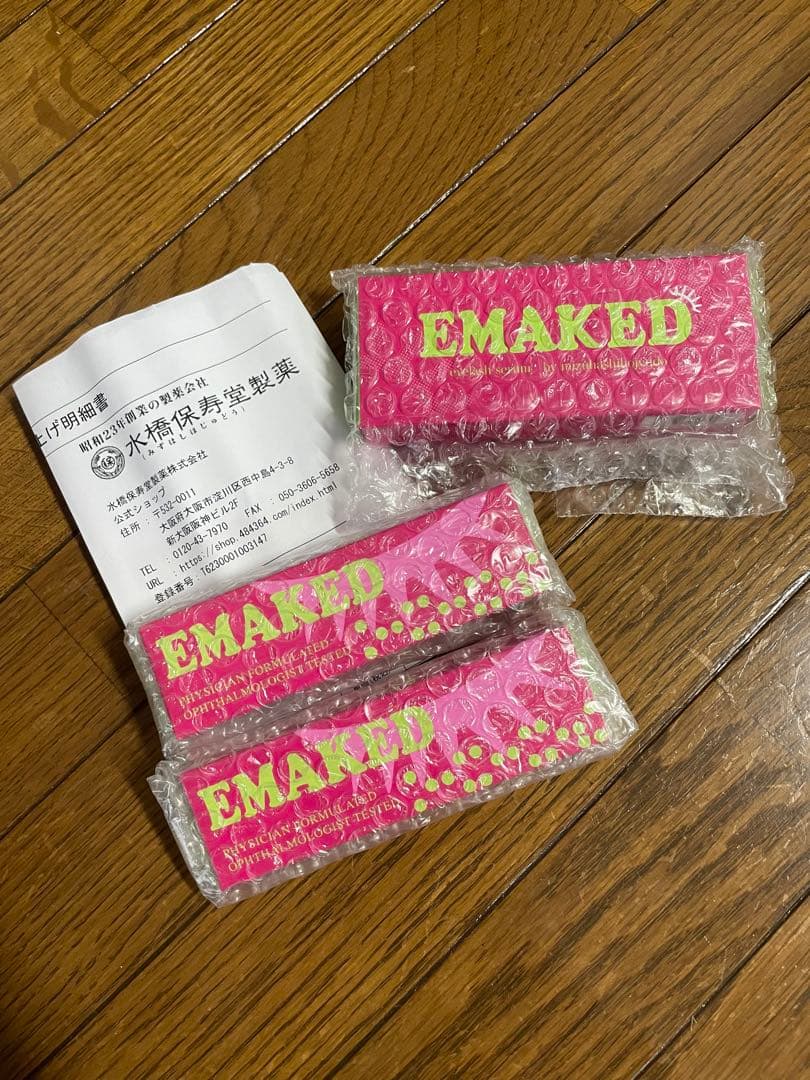 上げ明細書
昭和23年創業の製薬会社
水橋保寿堂製薬
(みずはしほじゅどう)
水橋保寿堂製薬株式会社
公式ショップ
住所 : 〒532-0011
大阪府大阪市淀川区西中島4-3-8
新大阪阪神ビル2F
TEL : 0120-43-7970 FAX : 050-3606-5658
URL : https://shop.484364.com/index.html
登録番号: T6230001003147
EMAKED
eyelash serum by mizuhashihojudo
EMAKED
PHYSICIAN FORMULATED
OPHTHALMOLOGIST TESTED
EMAKED
PHYSICIAN FORMULATED
OPHTHALMOLOGIST TESTED